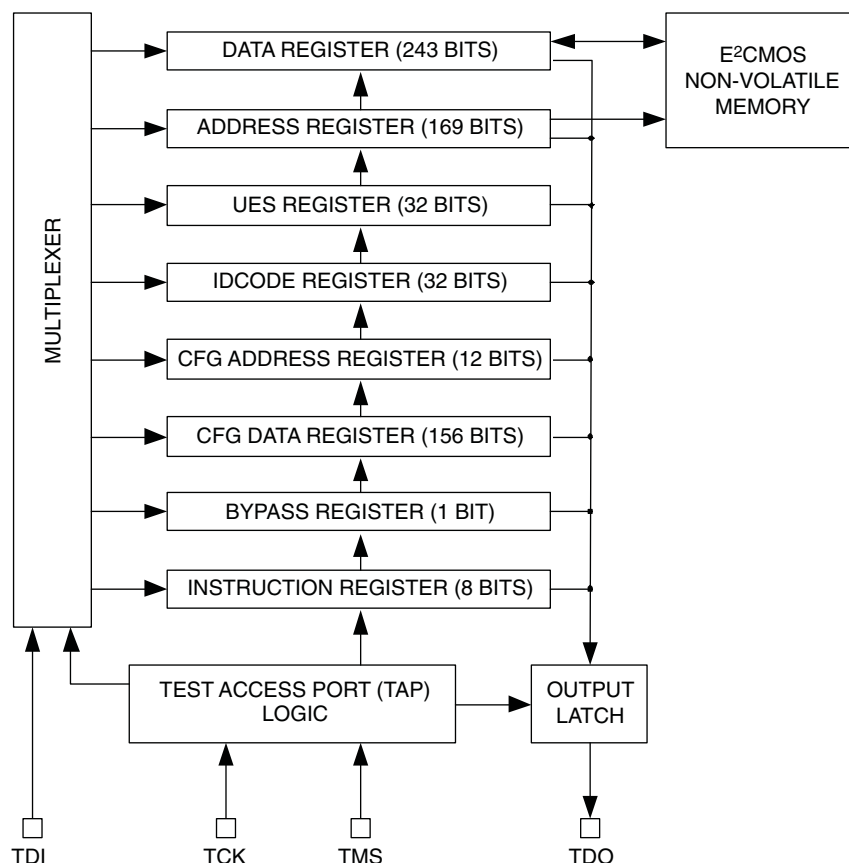 DATA REGISTER (243 BITS)
E²CMOS
NON-VOLATILE
MEMORY
ADDRESS REGISTER (169 BITS)
UES REGISTER (32 BITS)
IDCODE REGISTER (32 BITS)
MULTIPLEXER
CFG ADDRESS REGISTER (12 BITS)
CFG DATA REGISTER (156 BITS)
BYPASS REGISTER (1 BIT)
INSTRUCTION REGISTER (8 BITS)
TEST ACCESS PORT (TAP)
LOGIC
OUTPUT
LATCH
TDI
TCK
TMS
TDO